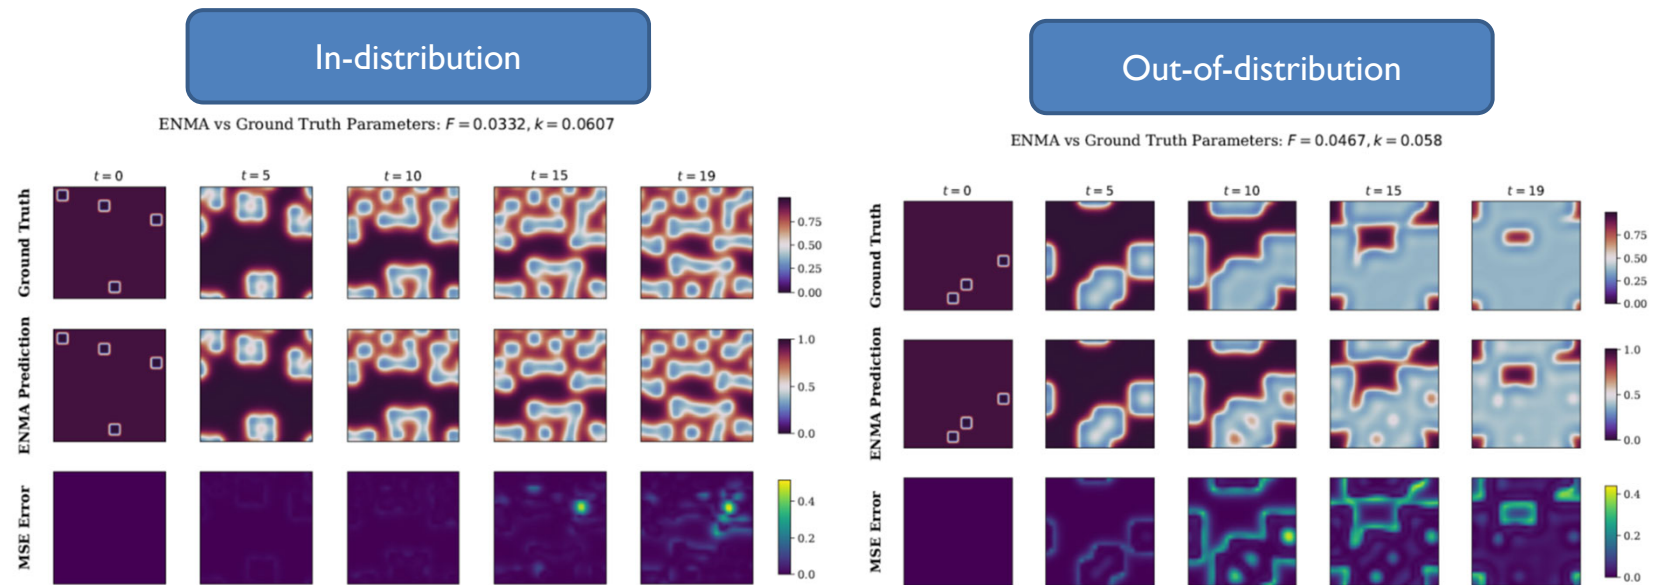 In-distribution
ENMA vs Ground Truth Parameters: F = 0.0332, k = 0.0607
t = 0
t = 5
t = 10
t = 15
t = 19
Ground Truth
0.75
0.50
0.25
0.00
ENMA Prediction
1.0
0.5
0.0
MSE Error
0.4
0.2
0.0
Out-of-distribution
ENMA vs Ground Truth Parameters: F = 0.0467, k = 0.058
t = 0
t = 5
t = 10
t = 15
t = 19
Ground Truth
0.75
0.50
0.25
0.00
ENMA Prediction
1.0
0.5
0.0
MSE Error
0.4
0.2
0.0